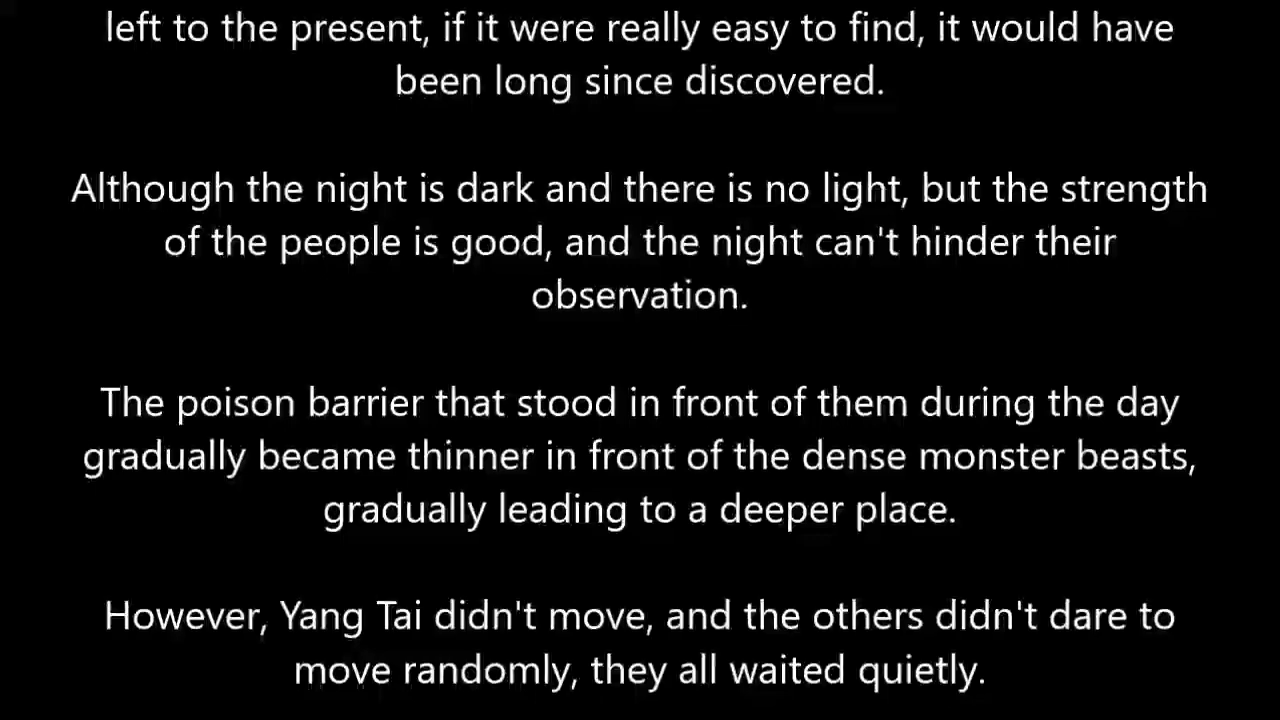 left to the present, if it were really easy to find, it would have
been long since discovered.
Although the night is dark and there is no light, but the strength
of the people is good, and the night can't hinder their
observation.
The poison barrier that stood in front of them during the day
gradually became thinner in front of the dense monster beasts,
gradually leading to a deeper place.
However, Yang Tai didn't move, and the others didn't dare to
move randomly, they all waited quietly.